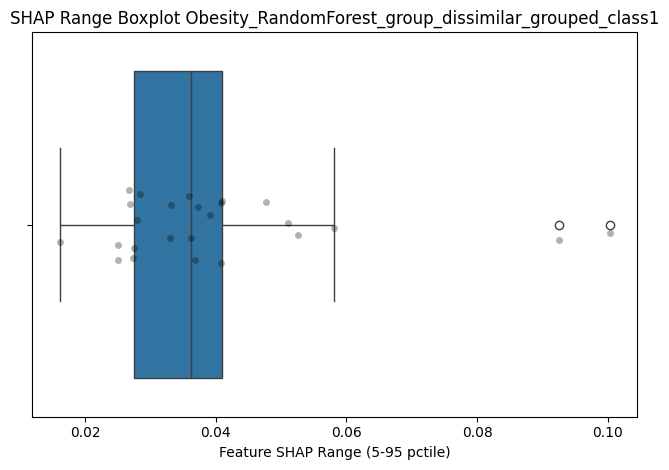 SHAP Range Boxplot Obesity_RandomForest_group_dissimilar_grouped_class1
0.02 0.04 0.06 0.08 0.10
Feature SHAP Range (5-95 pctile)